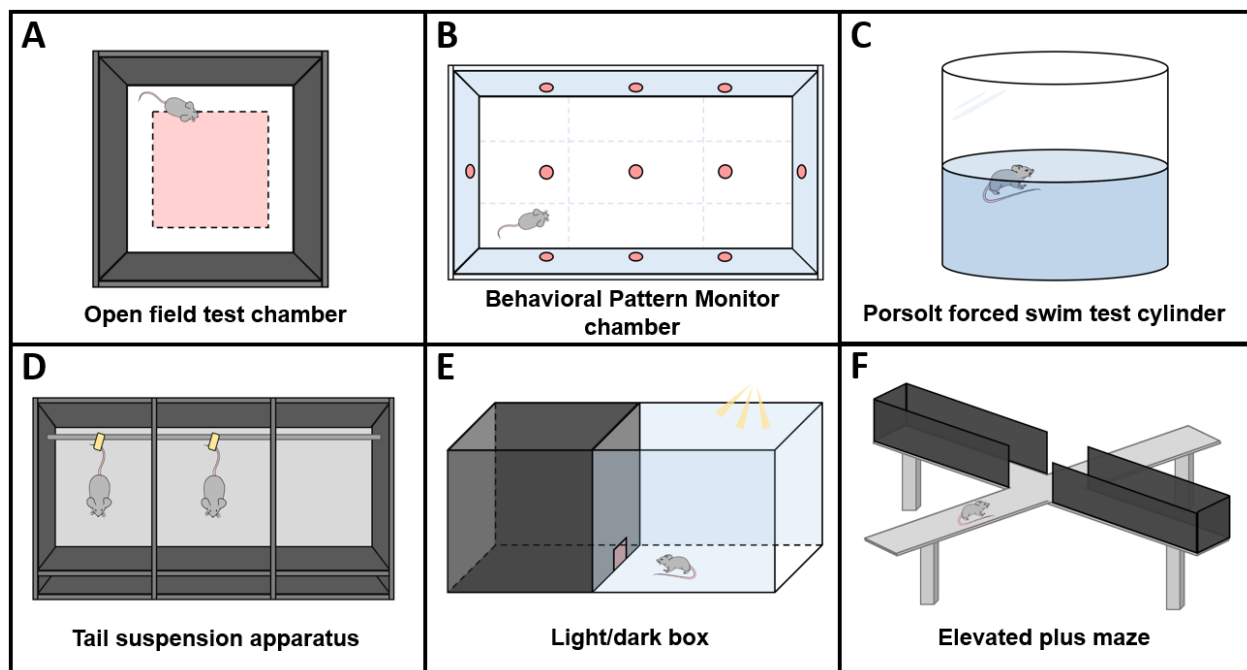 A
Open field test chamber
B
Behavioral Pattern Monitor
chamber
C
Porsolt forced swim test cylinder
D
Tail suspension apparatus
E
Light/dark box
F
Elevated plus maze